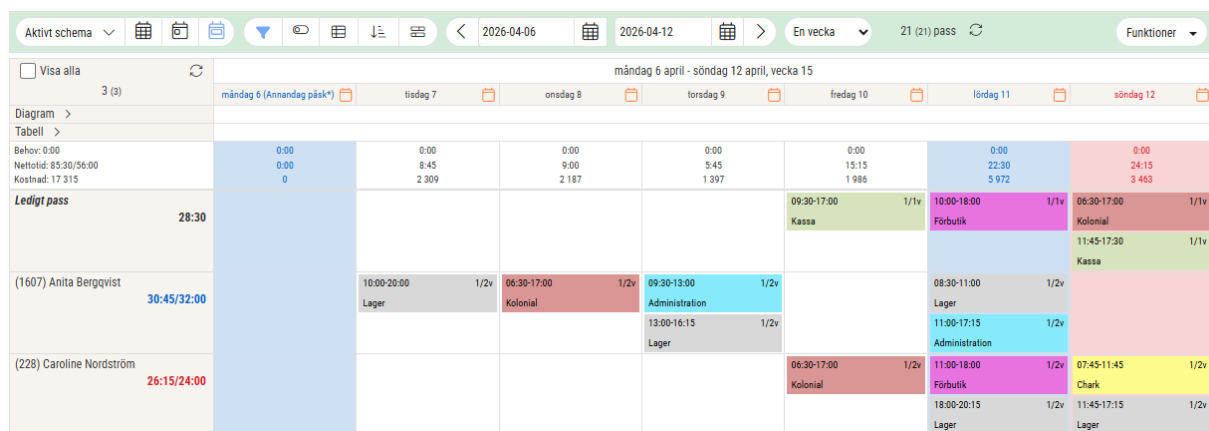 Aktivt schema
2026-04-06
2026-04-12
En vecka
21 (21) pass
Funktioner
Visa alla
3 (3)
måndag 6 april - söndag 12 april, vecka 15
måndag 6 (Annandag påsk*)
tisdag 7
onsdag 8
torsdag 9
fredag 10
lördag 11
söndag 12
Diagram
Tabell
Behov: 0:00
Nettotid: 85:30/56:00
Kostnad: 17 315
0:00
0:00
0
0:00
8:45
2 309
0:00
9:00
2 187
0:00
5:45
1 397
0:00
15:15
1 986
0:00
22:30
5 972
0:00
24:15
3 463
Ledigt pass
28:30
09:30-17:00 1/1v
Kassa
10:00-18:00 1/1v
Förbutik
06:30-17:00 1/1v
Kolonial
11:45-17:30 1/1v
Kassa
(1607) Anita Bergqvist
30:45/32:00
10:00-20:00 1/2v
Lager
06:30-17:00 1/2v
Kolonial
09:30-13:00 1/2v
Administration
13:00-16:15 1/2v
Lager
08:30-11:00 1/2v
Lager
11:00-17:15 1/2v
Administration
(228) Caroline Nordström
26:15/24:00
06:30-17:00 1/2v
Kolonial
11:00-18:00 1/2v
Förbutik
18:00-20:15 1/2v
Lager
07:45-11:45 1/2v
Chark
11:45-17:15 1/2v
Lager